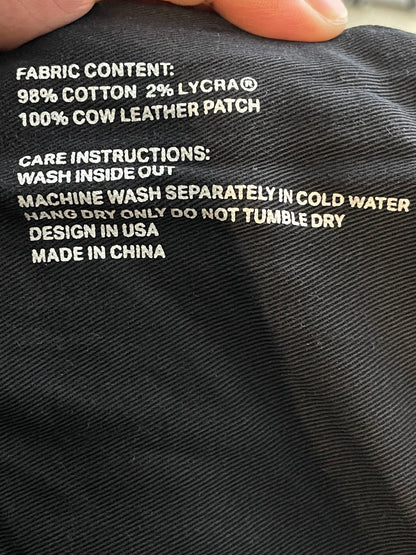 FABRIC CONTENT:
98% COTTON 2% LYCRA®
100% COW LEATHER PATCH
CARE INSTRUCTIONS:
WASH INSIDE OUT
MACHINE WASH SEPARATELY IN COLD WATER
HANG DRY ONLY DO NOT TUMBLE DRY
DESIGN IN USA
MADE IN CHINA